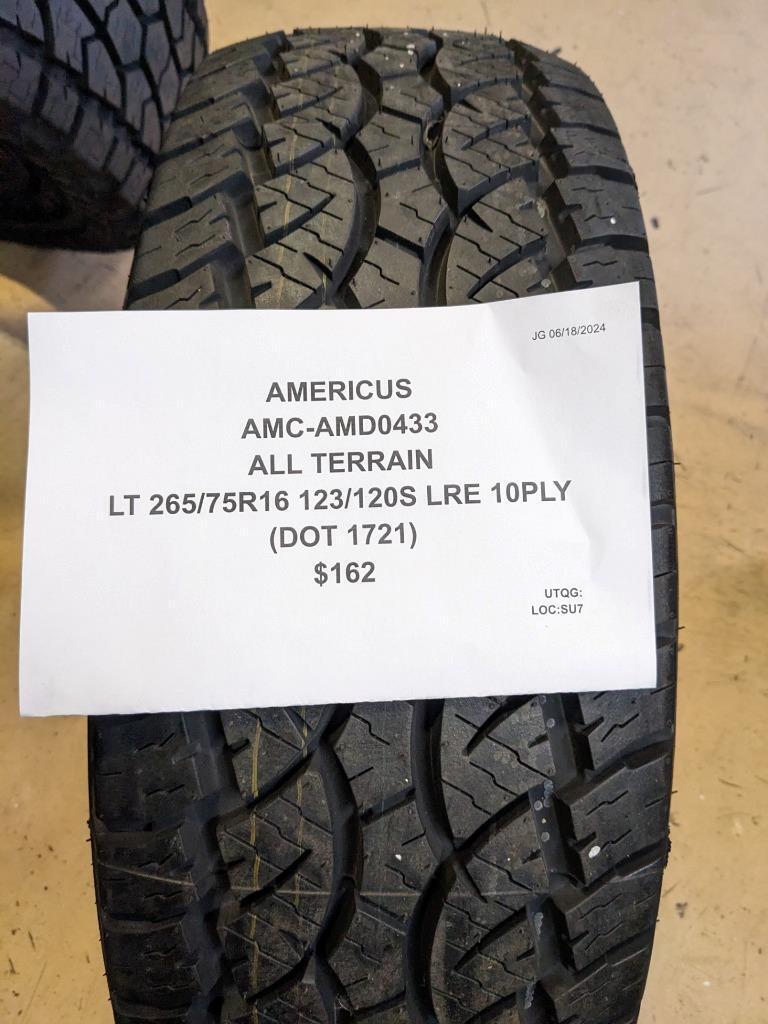 JG 06/18/2024
AMERICUS
AMC-AMD0433
ALL TERRAIN
LT 265/75R16 123/120S LRE 10PLY
(DOT 1721)
$162
UTQG:
LOC:SU7